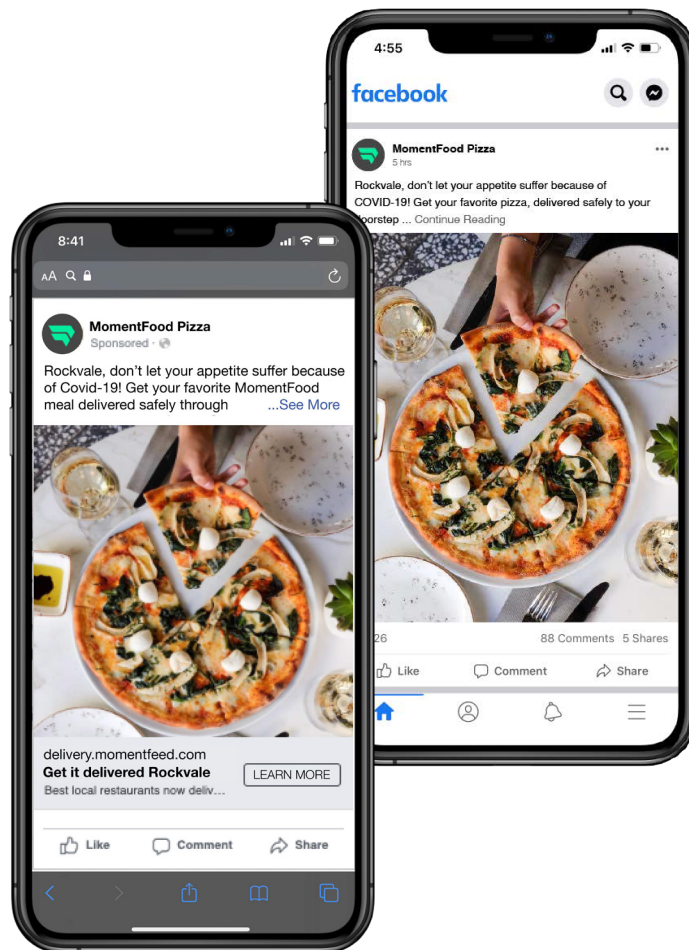 4:55
facebook
MomentFood Pizza
5 hrs
Rockvale, don't let your appetite suffer because of
COVID-19! Get your favorite pizza, delivered safely to your
doorstep ... Continue Reading
26
88 Comments 5 Shares
Like Comment Share
8:41
AA
MomentFood Pizza
Sponsored ·
Rockvale, don't let your appetite suffer because
of Covid-19! Get your favorite MomentFood
meal delivered safely through ...See More
delivery.momentfeed.com
Get it delivered Rockvale
LEARN MORE
Best local restaurants now deliv...
Like Comment Share